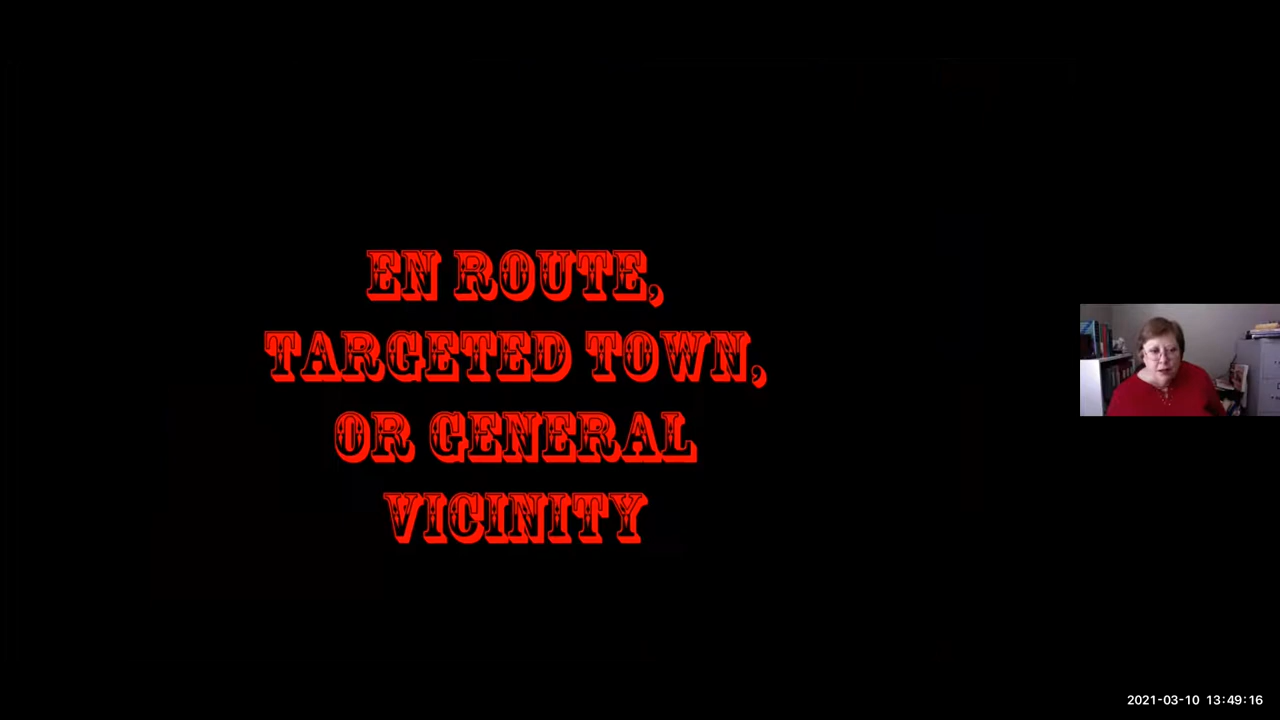 EN ROUTE,
TARGETED TOWN,
OR GENERAL
VICINITY
2021-03-10 13:49:16